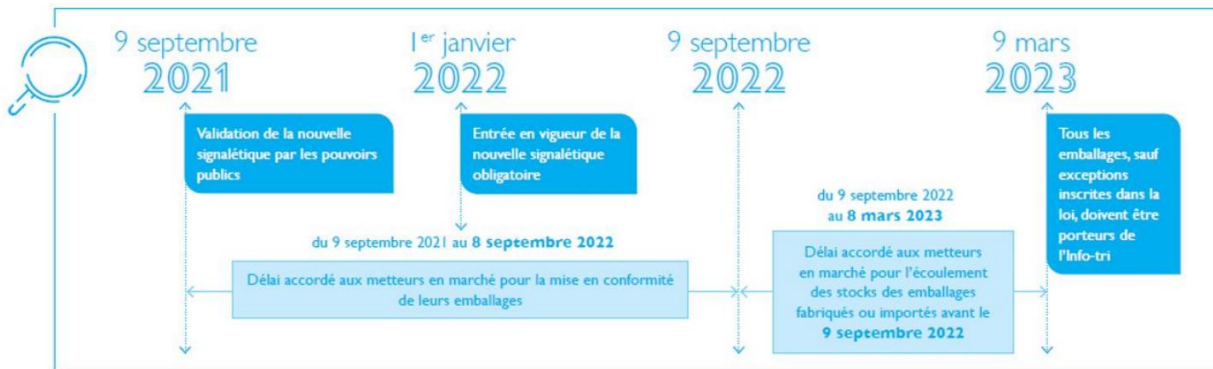 9 septembre
2021
1er janvier
2022
9 septembre
2022
9 mars
2023
Validation de la nouvelle
signalétique par les pouvoirs
publics
Entrée en vigueur de la
nouvelle signalétique
obligatoire
Tous les
emballages, sauf
exceptions
inscrites dans la
loi, doivent être
porteurs de
l'Info-tri
du 9 septembre 2021 au 8 septembre 2022
Délai accordé aux metteurs en marché pour la mise en conformité
de leurs emballages
du 9 septembre 2022
au 8 mars 2023
Délai accordé aux metteurs
en marché pour l'écoulement
des stocks des emballages
fabriqués ou importés avant le
9 septembre 2022